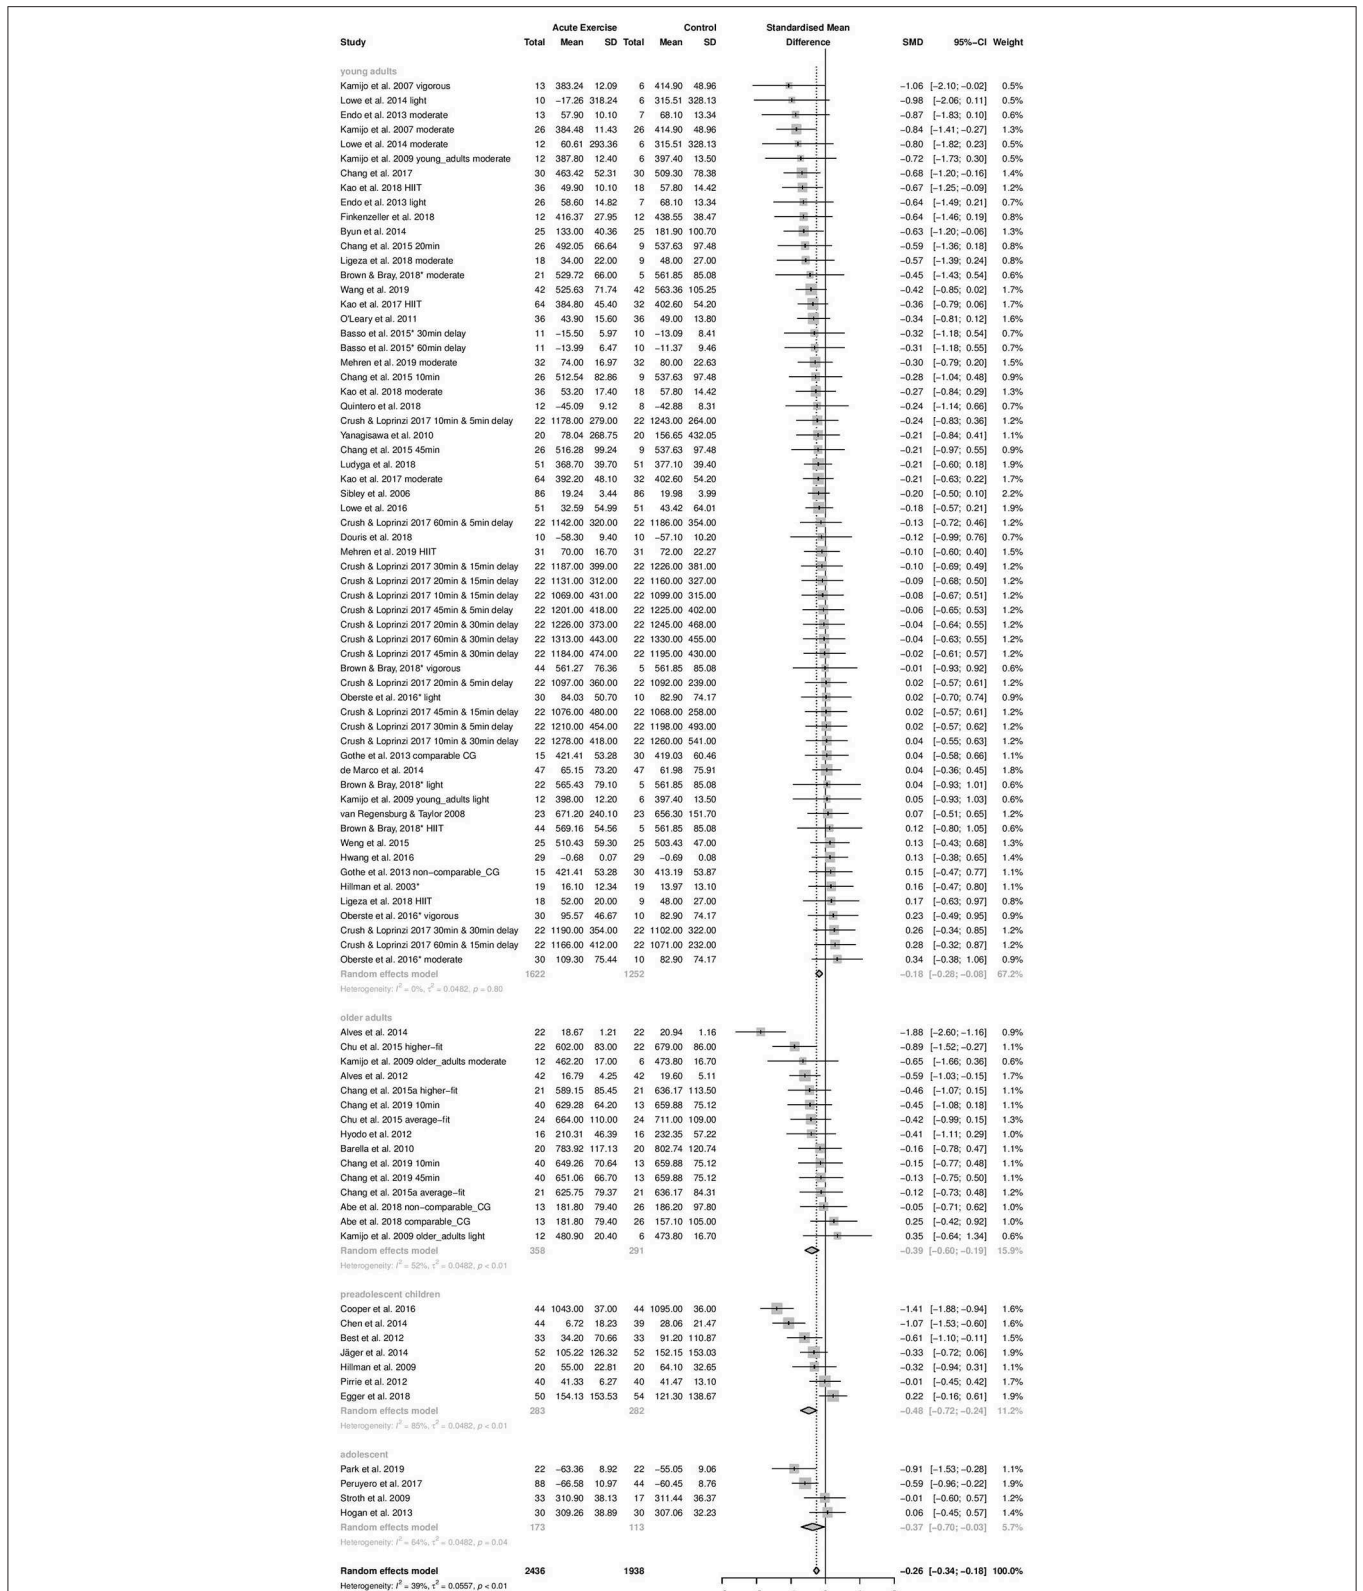 Acute Exercise Control Standardised Mean
Study Total Mean SD Total Mean SD Difference SMD 95%−CI Weight
young adults
Kamijo et al. 2007 vigorous 13 383.24 12.09 6 414.90 48.96 −1.06 [−2.10; −0.02] 0.5%
Lowe et al. 2014 light 10 −17.26 318.24 6 315.51 328.13 −0.98 [−2.06; 0.11] 0.5%
Endo et al. 2013 moderate 13 57.90 10.10 7 68.10 13.34 −0.87 [−1.83; 0.10] 0.6%
Kamijo et al. 2007 moderate 26 384.48 11.43 26 414.90 48.96 −0.84 [−1.41; −0.27] 1.3%
Lowe et al. 2014 moderate 12 60.61 293.36 6 315.51 328.13 −0.80 [−1.82; 0.23] 0.5%
Kamijo et al. 2009 young_adults moderate 12 387.80 12.40 6 397.40 13.50 −0.72 [−1.73; 0.30] 0.5%
Chang et al. 2017 30 463.42 52.31 30 509.30 78.38 −0.68 [−1.20; −0.16] 1.4%
Kao et al. 2018 HIIT 36 49.90 10.10 18 57.80 14.42 −0.67 [−1.25; −0.09] 1.2%
Endo et al. 2013 light 26 58.60 14.82 7 68.10 13.34 −0.64 [−1.49; 0.21] 0.7%
Finkenzeller et al. 2018 12 416.37 27.95 12 438.55 38.47 −0.64 [−1.46; 0.19] 0.8%
Byun et al. 2014 25 133.00 40.36 25 181.90 100.70 −0.63 [−1.20; −0.06] 1.3%
Chang et al. 2015 20min 26 492.05 66.64 9 537.63 97.48 −0.59 [−1.36; 0.18] 0.8%
Ligeza et al. 2018 moderate 18 34.00 22.00 9 48.00 27.00 −0.57 [−1.39; 0.24] 0.8%
Brown & Bray, 2018* moderate 21 529.72 66.00 5 561.85 85.08 −0.45 [−1.43; 0.54] 0.6%
Wang et al. 2019 42 525.63 71.74 42 563.36 105.25 −0.42 [−0.85; 0.02] 1.7%
Kao et al. 2017 HIIT 64 384.80 45.40 32 402.60 54.20 −0.36 [−0.79; 0.06] 1.7%
O'Leary et al. 2011 36 43.90 15.60 36 49.00 13.80 −0.34 [−0.81; 0.12] 1.6%
Basso et al. 2015* 30min delay 11 −15.50 5.97 10 −13.09 8.41 −0.32 [−1.18; 0.54] 0.7%
Basso et al. 2015* 60min delay 11 −13.99 6.47 10 −11.37 9.46 −0.31 [−1.18; 0.55] 0.7%
Mehren et al. 2019 moderate 32 74.00 16.97 32 80.00 22.63 −0.30 [−0.79; 0.20] 1.5%
Chang et al. 2015 10min 26 512.54 82.86 9 537.63 97.48 −0.28 [−1.04; 0.48] 0.9%
Kao et al. 2018 moderate 36 53.20 17.40 18 57.80 14.42 −0.27 [−0.84; 0.29] 1.2%
Quintero et al. 2018 12 −45.09 9.12 8 −42.88 8.31 −0.24 [−1.14; 0.66] 0.7%
Crush & Loprinzi 2017 10min & 5min delay 22 1178.00 279.00 22 1243.00 264.00 −0.24 [−0.83; 0.36] 1.2%
Yanagisawa et al. 2010 20 78.04 268.75 20 156.65 432.05 −0.21 [−0.84; 0.41] 1.1%
Chang et al. 2015 45min 26 516.28 99.24 9 537.63 97.48 −0.21 [−0.97; 0.55] 0.9%
Ludyga et al. 2018 51 368.70 39.70 51 377.10 39.40 −0.21 [−0.60; 0.18] 1.9%
Kao et al. 2017 moderate 64 392.20 48.10 32 402.60 54.20 −0.21 [−0.63; 0.22] 1.7%
Sibley et al. 2006 86 19.24 3.44 86 19.98 3.99 −0.20 [−0.50; 0.10] 2.2%
Lowe et al. 2016 51 32.59 54.99 51 43.42 64.01 −0.18 [−0.57; 0.21] 1.9%
Crush & Loprinzi 2017 60min & 5min delay 22 1142.00 320.00 22 1186.00 354.00 −0.13 [−0.72; 0.46] 1.2%
Douris et al. 2018 10 −58.30 9.40 10 −57.10 10.20 −0.12 [−0.99; 0.76] 0.7%
Mehren et al. 2019 HIIT 31 70.00 16.70 31 72.00 22.27 −0.10 [−0.60; 0.40] 1.5%
Crush & Loprinzi 2017 30min & 15min delay 22 1187.00 399.00 22 1226.00 381.00 −0.10 [−0.69; 0.49] 1.2%
Crush & Loprinzi 2017 20min & 15min delay 22 1131.00 312.00 22 1160.00 327.00 −0.09 [−0.68; 0.50] 1.2%
Crush & Loprinzi 2017 10min & 15min delay 22 1069.00 431.00 22 1099.00 315.00 −0.08 [−0.67; 0.51] 1.2%
Crush & Loprinzi 2017 45min & 5min delay 22 1201.00 418.00 22 1225.00 402.00 −0.06 [−0.65; 0.53] 1.2%
Crush & Loprinzi 2017 20min & 30min delay 22 1226.00 373.00 22 1245.00 468.00 −0.04 [−0.64; 0.55] 1.2%
Crush & Loprinzi 2017 60min & 30min delay 22 1313.00 443.00 22 1330.00 455.00 −0.04 [−0.63; 0.55] 1.2%
Crush & Loprinzi 2017 45min & 30min delay 22 1184.00 474.00 22 1195.00 430.00 −0.02 [−0.61; 0.57] 1.2%
Brown & Bray, 2018* vigorous 44 561.27 76.36 5 561.85 85.08 −0.01 [−0.93; 0.92] 0.6%
Crush & Loprinzi 2017 20min & 5min delay 22 1097.00 360.00 22 1092.00 239.00 0.02 [−0.57; 0.61] 1.2%
Oberste et al. 2016* light 30 84.03 50.70 10 82.90 74.17 0.02 [−0.70; 0.74] 0.9%
Crush & Loprinzi 2017 45min & 15min delay 22 1076.00 480.00 22 1068.00 258.00 0.02 [−0.57; 0.61] 1.2%
Crush & Loprinzi 2017 30min & 5min delay 22 1210.00 454.00 22 1198.00 493.00 0.02 [−0.57; 0.62] 1.2%
Crush & Loprinzi 2017 10min & 30min delay 22 1278.00 418.00 22 1260.00 541.00 0.04 [−0.55; 0.63] 1.2%
Gothe et al. 2013 comparable CG 15 421.41 53.28 30 419.03 60.46 0.04 [−0.58; 0.66] 1.1%
de Marco et al. 2014 47 65.15 73.20 47 61.98 75.91 0.04 [−0.36; 0.45] 1.8%
Brown & Bray, 2018* light 22 565.43 79.10 5 561.85 85.08 0.04 [−0.93; 1.01] 0.6%
Kamijo et al. 2009 young_adults light 12 398.00 12.20 6 397.40 13.50 0.05 [−0.93; 1.03] 0.6%
van Regensburg & Taylor 2008 23 671.20 240.10 23 656.30 151.70 0.07 [−0.51; 0.65] 1.2%
Brown & Bray, 2018* HIIT 44 569.16 54.56 5 561.85 85.08 0.12 [−0.80; 1.05] 0.6%
Weng et al. 2015 25 510.43 59.30 25 503.43 47.00 0.13 [−0.43; 0.68] 1.3%
Hwang et al. 2016 29 −0.68 0.07 29 −0.69 0.08 0.13 [−0.38; 0.65] 1.4%
Gothe et al. 2013 non−comparable_CG 15 421.41 53.28 30 413.19 53.87 0.15 [−0.47; 0.77] 1.1%
Hillman et al. 2003* 19 16.10 12.34 19 13.97 13.10 0.16 [−0.47; 0.80] 1.1%
Ligeza et al. 2018 HIIT 18 52.00 20.00 9 48.00 27.00 0.17 [−0.63; 0.97] 0.8%
Oberste et al. 2016* vigorous 30 95.57 46.67 10 82.90 74.17 0.23 [−0.49; 0.95] 0.9%
Crush & Loprinzi 2017 30min & 30min delay 22 1190.00 354.00 22 1102.00 322.00 0.26 [−0.34; 0.85] 1.2%
Crush & Loprinzi 2017 60min & 15min delay 22 1166.00 412.00 22 1071.00 232.00 0.28 [−0.32; 0.87] 1.2%
Oberste et al. 2016* moderate 30 109.30 75.44 10 82.90 74.17 0.34 [−0.38; 1.06] 0.9%
Random effects model 1622 1252 −0.18 [−0.28; −0.08] 67.2%
Heterogeneity: I² = 0%, τ² = 0.0482, p = 0.80
older adults
Alves et al. 2014 22 18.67 1.21 22 20.94 1.16 −1.88 [−2.60; −1.16] 0.9%
Chu et al. 2015 higher−fit 22 602.00 83.00 22 679.00 86.00 −0.89 [−1.52; −0.27] 1.1%
Kamijo et al. 2009 older_adults moderate 12 462.20 17.00 6 473.80 16.70 −0.65 [−1.66; 0.36] 0.6%
Alves et al. 2012 42 16.79 4.25 42 19.60 5.11 −0.59 [−1.03; −0.15] 1.7%
Chang et al. 2015a higher−fit 21 589.15 85.45 21 636.17 113.50 −0.46 [−1.07; 0.15] 1.1%
Chang et al. 2019 10min 40 629.28 64.20 13 659.88 75.12 −0.45 [−1.08; 0.18] 1.1%
Chu et al. 2015 average−fit 24 664.00 110.00 24 711.00 109.00 −0.42 [−0.99; 0.15] 1.3%
Hyodo et al. 2012 16 210.31 46.39 16 232.35 57.22 −0.41 [−1.11; 0.29] 1.0%
Barella et al. 2010 20 783.92 117.13 20 802.74 120.74 −0.16 [−0.78; 0.47] 1.1%
Chang et al. 2019 10min 40 649.26 70.64 13 659.88 75.12 −0.15 [−0.77; 0.48] 1.1%
Chang et al. 2019 45min 40 651.06 66.70 13 659.88 75.12 −0.13 [−0.75; 0.50] 1.1%
Chang et al. 2015a average−fit 21 625.75 79.37 21 636.17 84.31 −0.12 [−0.73; 0.48] 1.2%
Abe et al. 2018 non−comparable_CG 13 181.80 79.40 26 186.20 97.80 −0.05 [−0.71; 0.62] 1.0%
Abe et al. 2018 comparable_CG 13 181.80 79.40 26 157.10 105.00 0.25 [−0.42; 0.92] 1.0%
Kamijo et al. 2009 older_adults light 12 480.90 20.40 6 473.80 16.70 0.35 [−0.64; 1.34] 0.6%
Random effects model 358 291 −0.39 [−0.60; −0.19] 15.9%
Heterogeneity: I² = 52%, τ² = 0.0482, p < 0.01
preadolescent children
Cooper et al. 2016 44 1043.00 37.00 44 1095.00 36.00 −1.41 [−1.88; −0.94] 1.6%
Chen et al. 2014 44 6.72 18.23 39 28.06 21.47 −1.07 [−1.53; −0.60] 1.6%
Best et al. 2012 33 34.20 70.66 33 91.20 110.87 −0.61 [−1.10; −0.11] 1.5%
Jäger et al. 2014 52 105.22 126.32 52 152.15 153.03 −0.33 [−0.72; 0.06] 1.9%
Hillman et al. 2009 20 55.00 22.81 20 64.10 32.65 −0.32 [−0.94; 0.31] 1.1%
Pirrie et al. 2012 40 41.33 6.27 40 41.47 13.10 −0.01 [−0.45; 0.42] 1.7%
Egger et al. 2018 50 154.13 153.53 54 121.30 138.67 0.22 [−0.16; 0.61] 1.9%
Random effects model 283 282 −0.48 [−0.72; −0.24] 11.2%
Heterogeneity: I² = 85%, τ² = 0.0482, p < 0.01
adolescent
Park et al. 2019 22 −63.36 8.92 22 −55.05 9.06 −0.91 [−1.53; −0.28] 1.1%
Peruyero et al. 2017 88 −66.58 10.97 44 −60.45 8.76 −0.59 [−0.96; −0.22] 1.9%
Stroth et al. 2009 33 310.90 38.13 17 311.44 36.37 −0.01 [−0.60; 0.57] 1.2%
Hogan et al. 2013 30 309.26 38.89 30 307.06 32.23 0.06 [−0.45; 0.57] 1.4%
Random effects model 173 113 −0.37 [−0.70; −0.03] 5.7%
Heterogeneity: I² = 64%, τ² = 0.0482, p = 0.04
Random effects model 2436 1938 −0.26 [−0.34; −0.18] 100.0%
Heterogeneity: I² = 39%, τ² = 0.0557, p < 0.01